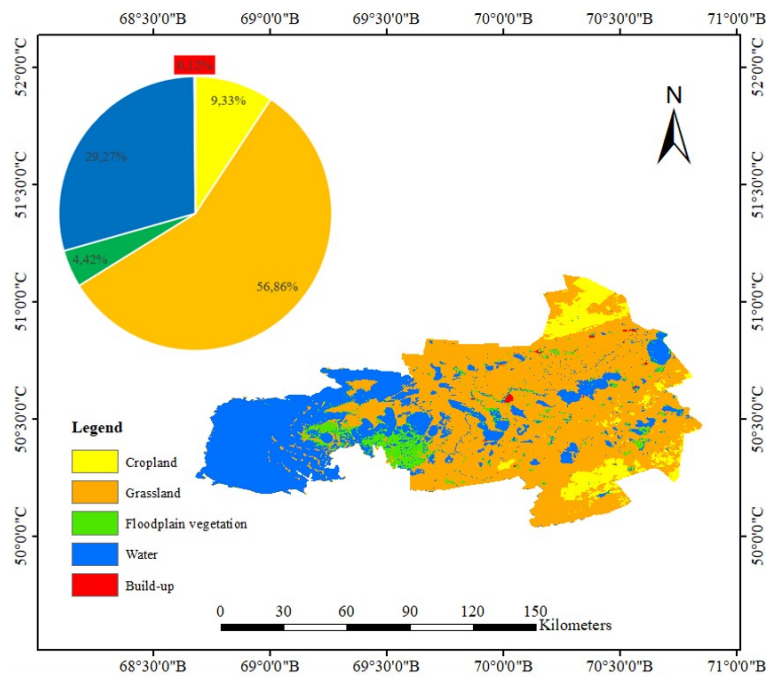 68°30'0"B 69°0'0"B 69°30'0"B 70°0'0"B 70°30'0"B 71°0'0"B
52°0'0"C
51°30'0"C
51°0'0"C
50°30'0"C
50°0'0"C
0,12%
9,33%
29,27%
4,42%
56,86%
N
52°0'0"C
51°30'0"C
51°0'0"C
50°30'0"C
50°0'0"C
Legend
Cropland
Grassland
Floodplain vegetation
Water
Build-up
0 30 60 90 120 150
Kilometers
68°30'0"B 69°0'0"B 69°30'0"B 70°0'0"B 70°30'0"B 71°0'0"B